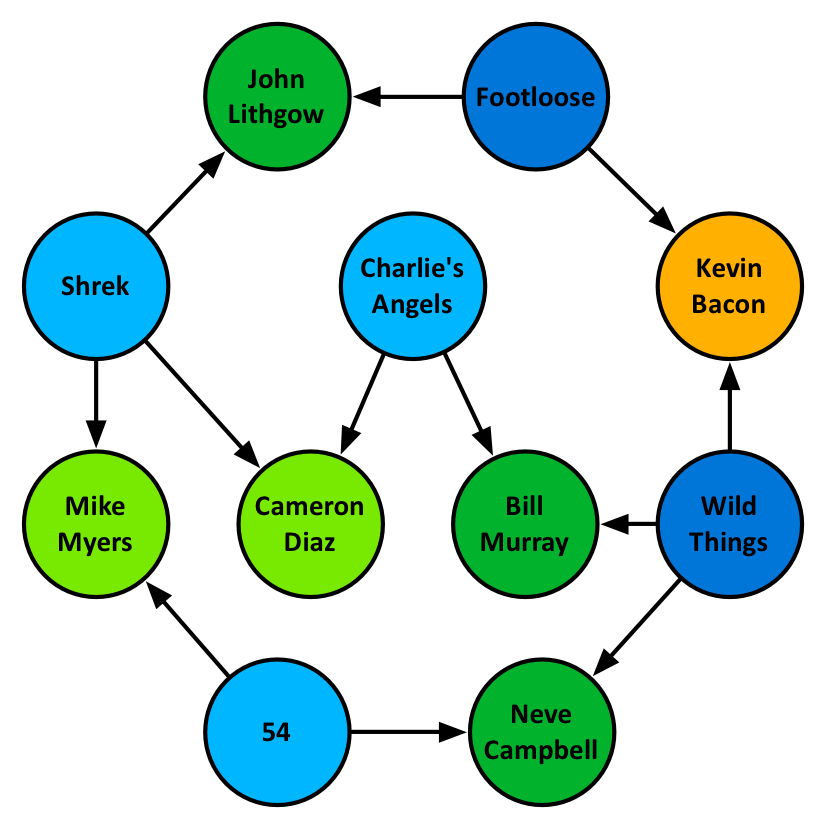 John
Lithgow
Footloose
Shrek
Charlie's
Angels
Kevin
Bacon
Mike
Myers
Cameron
Diaz
Bill
Murray
Wild
Things
54
Neve
Campbell